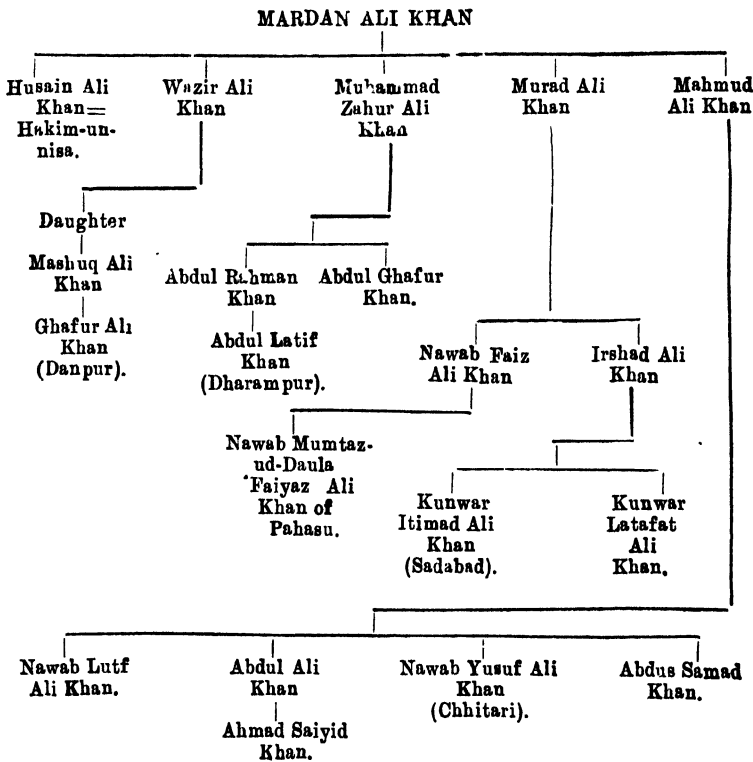 MARDAN ALI KHAN
Husain Ali
Khan=
Hakim-un-
nisa.
Wazir Ali
Khan
Muhammad
Zahur Ali
Khan
Murad Ali
Khan
Mahmud
Ali Khan
Daughter
Mashuq Ali
Khan
Ghafur Ali
Khan
(Danpur).
Abdul Rahman
Khan
Abdul Latif
Khan
(Dharampur).
Abdul Ghafur
Khan.
Nawab Faiz
Ali Khan
Irshad Ali
Khan
Nawab Mumtaz-
ud-Daula
Faiyaz Ali
Khan of
Pahasu.
Kunwar
Itimad Ali
Khan
(Sadabad).
Kunwar
Latafat
Ali
Khan.
Nawab Lutf
Ali Khan.
Abdul Ali
Khan
Ahmad Saiyid
Khan.
Nawab Yusuf Ali
Khan
(Chhitari).
Abdus Samad
Khan.